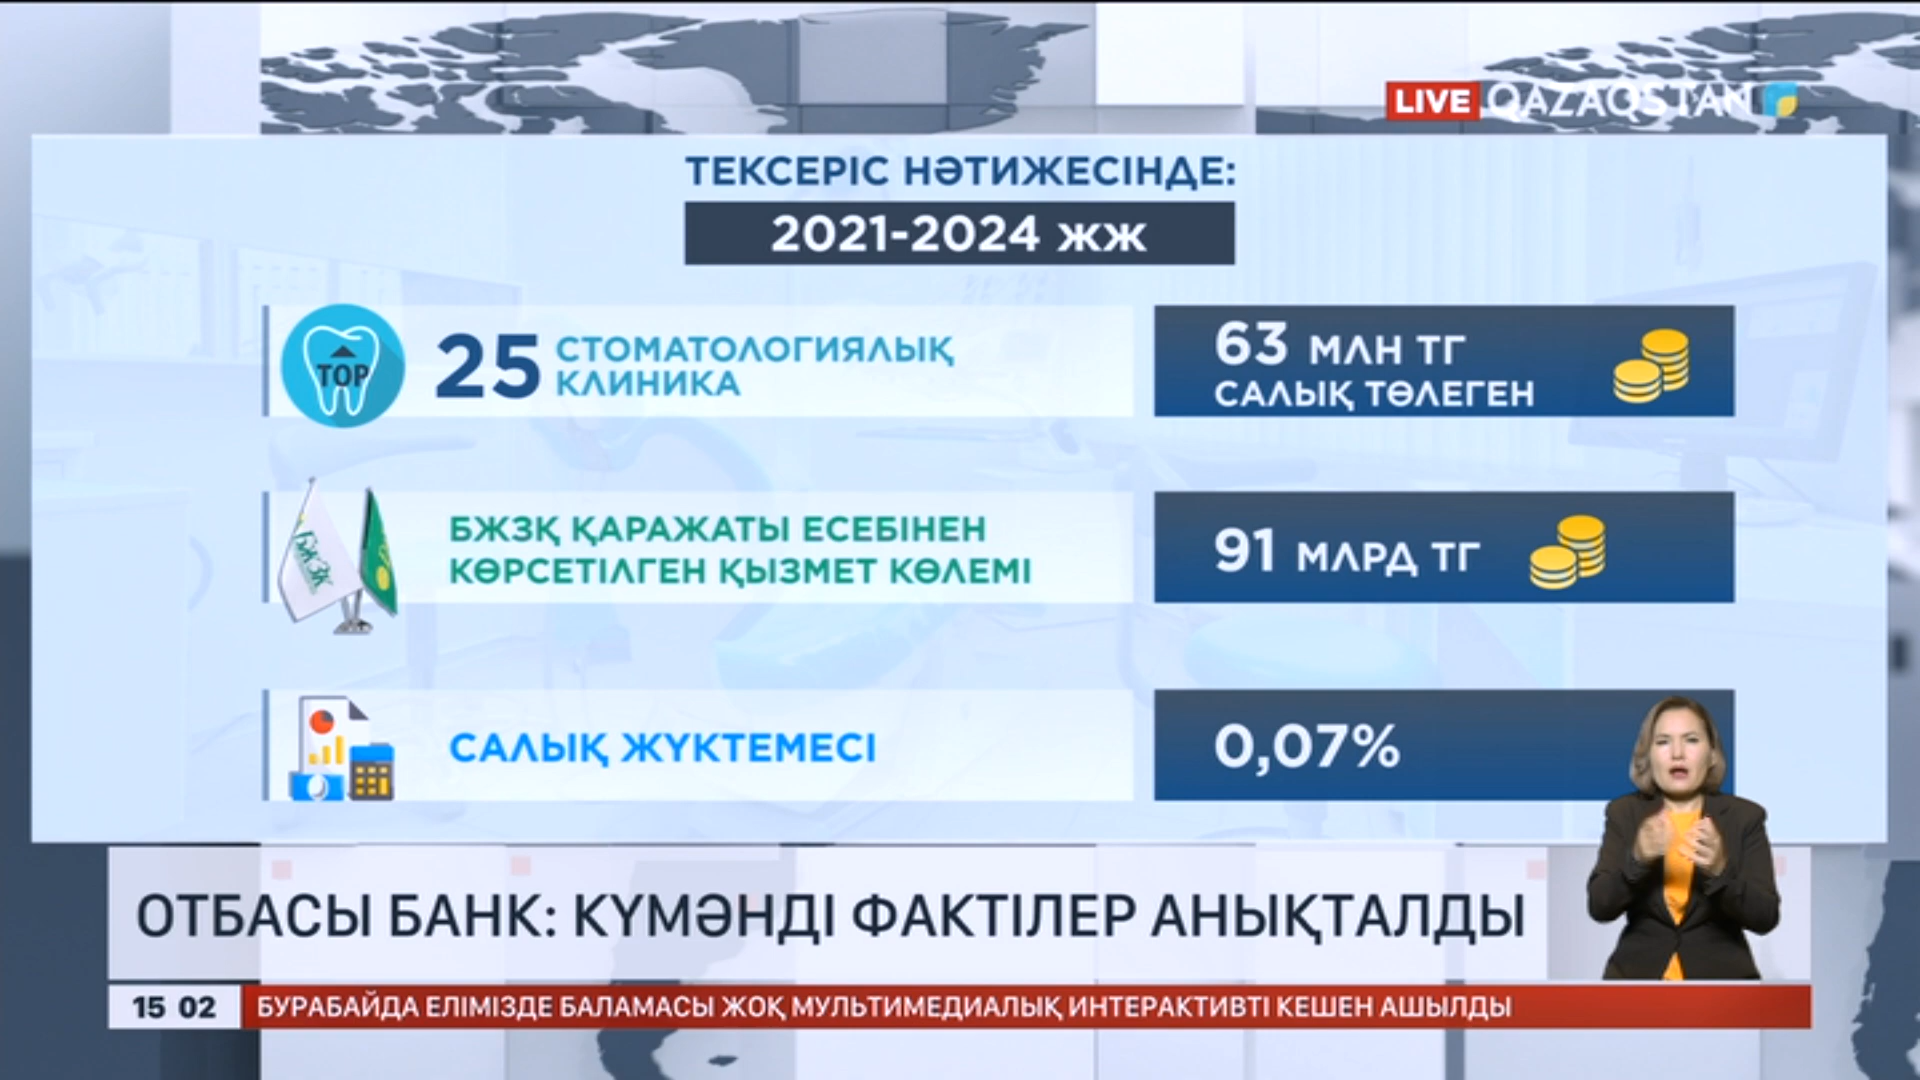 LIVE QAZAQSTAN
ТЕКСЕРІС НӘТИЖЕСІНДЕ:
2021-2024 жж
TOP
25 СТОМАТОЛОГИЯЛЫҚ
КЛИНИКА
63 МЛН ТГ
САЛЫҚ ТӨЛЕГЕН
БЖЗҚ
БЖЗҚ ҚАРАЖАТЫ ЕСЕБІНЕН
КӨРСЕТІЛГЕН ҚЫЗМЕТ КӨЛЕМІ
91 МЛРД ТГ
САЛЫҚ ЖҮКТЕМЕСІ
0,07%
ОТБАСЫ БАНК: КҮМӘНДІ ФАКТІЛЕР АНЫҚТАЛДЫ
15 02
БУРАБАЙДА ЕЛІМІЗДЕ БАЛАМАСЫ ЖОҚ МУЛЬТИМЕДИАЛЫҚ ИНТЕРАКТИВТІ КЕШЕН АШЫЛДЫ